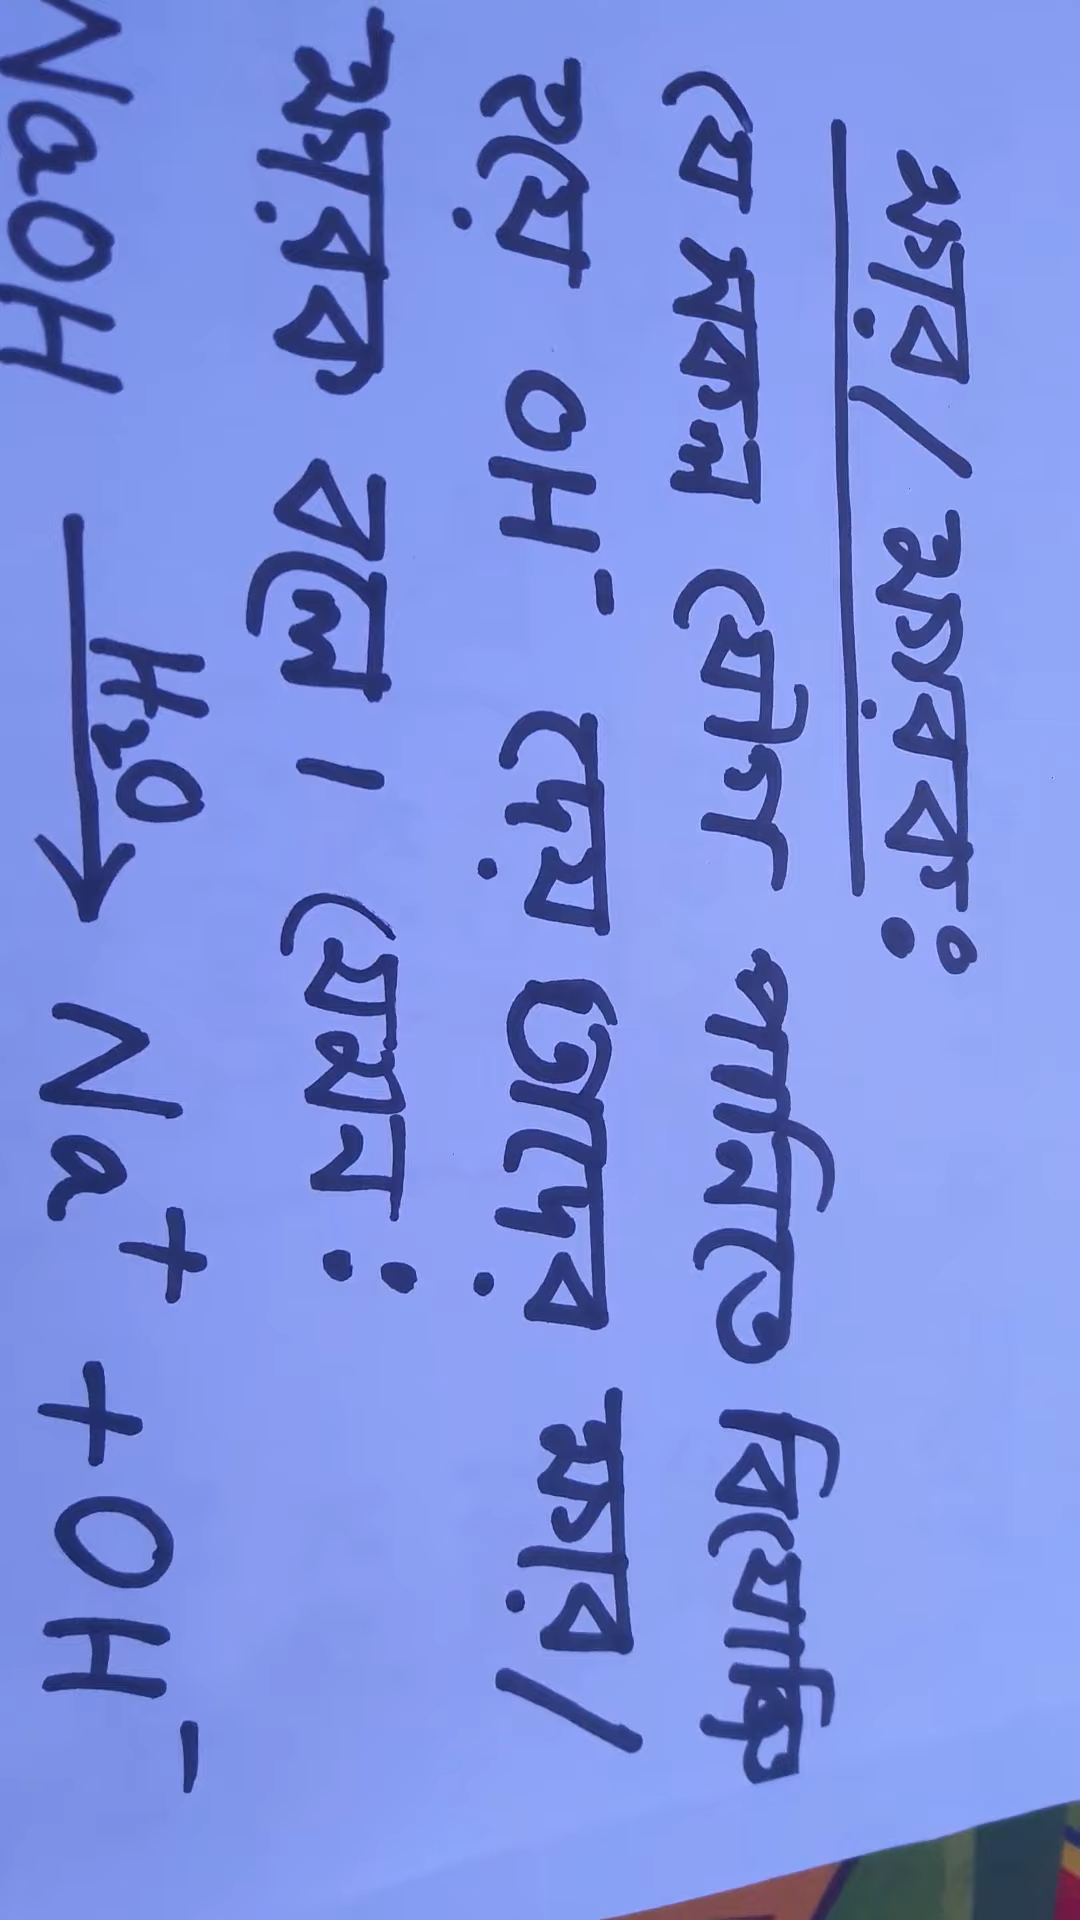 ক্ষার/ক্ষারক:
যে সকল যৌগ পানিতে বিযোজিত
হয়ে OH⁻ দেয় তাদের ক্ষার/
ক্ষারক বলে। যেমন:
NaOH H₂O→ Na⁺ + OH⁻